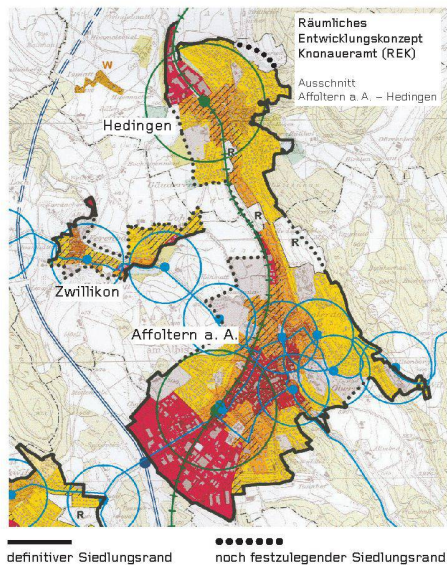 Räumliches
Entwicklungskonzept
Knonaueramt (REK)
Ausschnitt
Affoltern a. A. – Hedingen
W
Hedingen
R
R
R
Zwillikon
Affoltern a. A.
R
definitiver Siedlungsrand
noch festzulegender Siedlungsrand